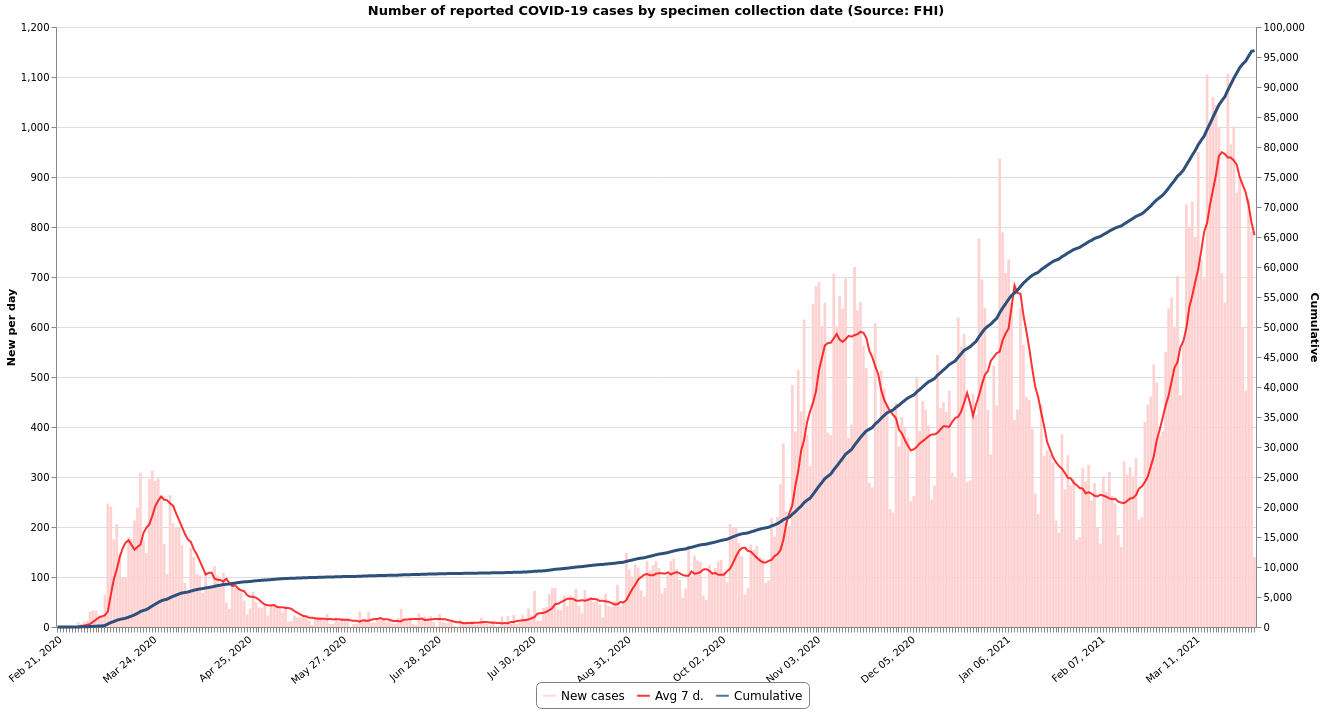 Number of reported COVID-19 cases by specimen collection date (Source: FHI)
1,200
1,100
1,000
900
800
700
600
500
400
300
200
100
0
New per day
100,000
95,000
90,000
85,000
80,000
75,000
70,000
65,000
60,000
55,000
50,000
45,000
40,000
35,000
30,000
25,000
20,000
15,000
10,000
5,000
0
Cumulative
Feb 21, 2020
Mar 24, 2020
Apr 25, 2020
May 27, 2020
Jun 28, 2020
Jul 30, 2020
Aug 31, 2020
Oct 02, 2020
Nov 03, 2020
Dec 05, 2020
Jan 06, 2021
Feb 07, 2021
Mar 11, 2021
New cases Avg 7 d. Cumulative